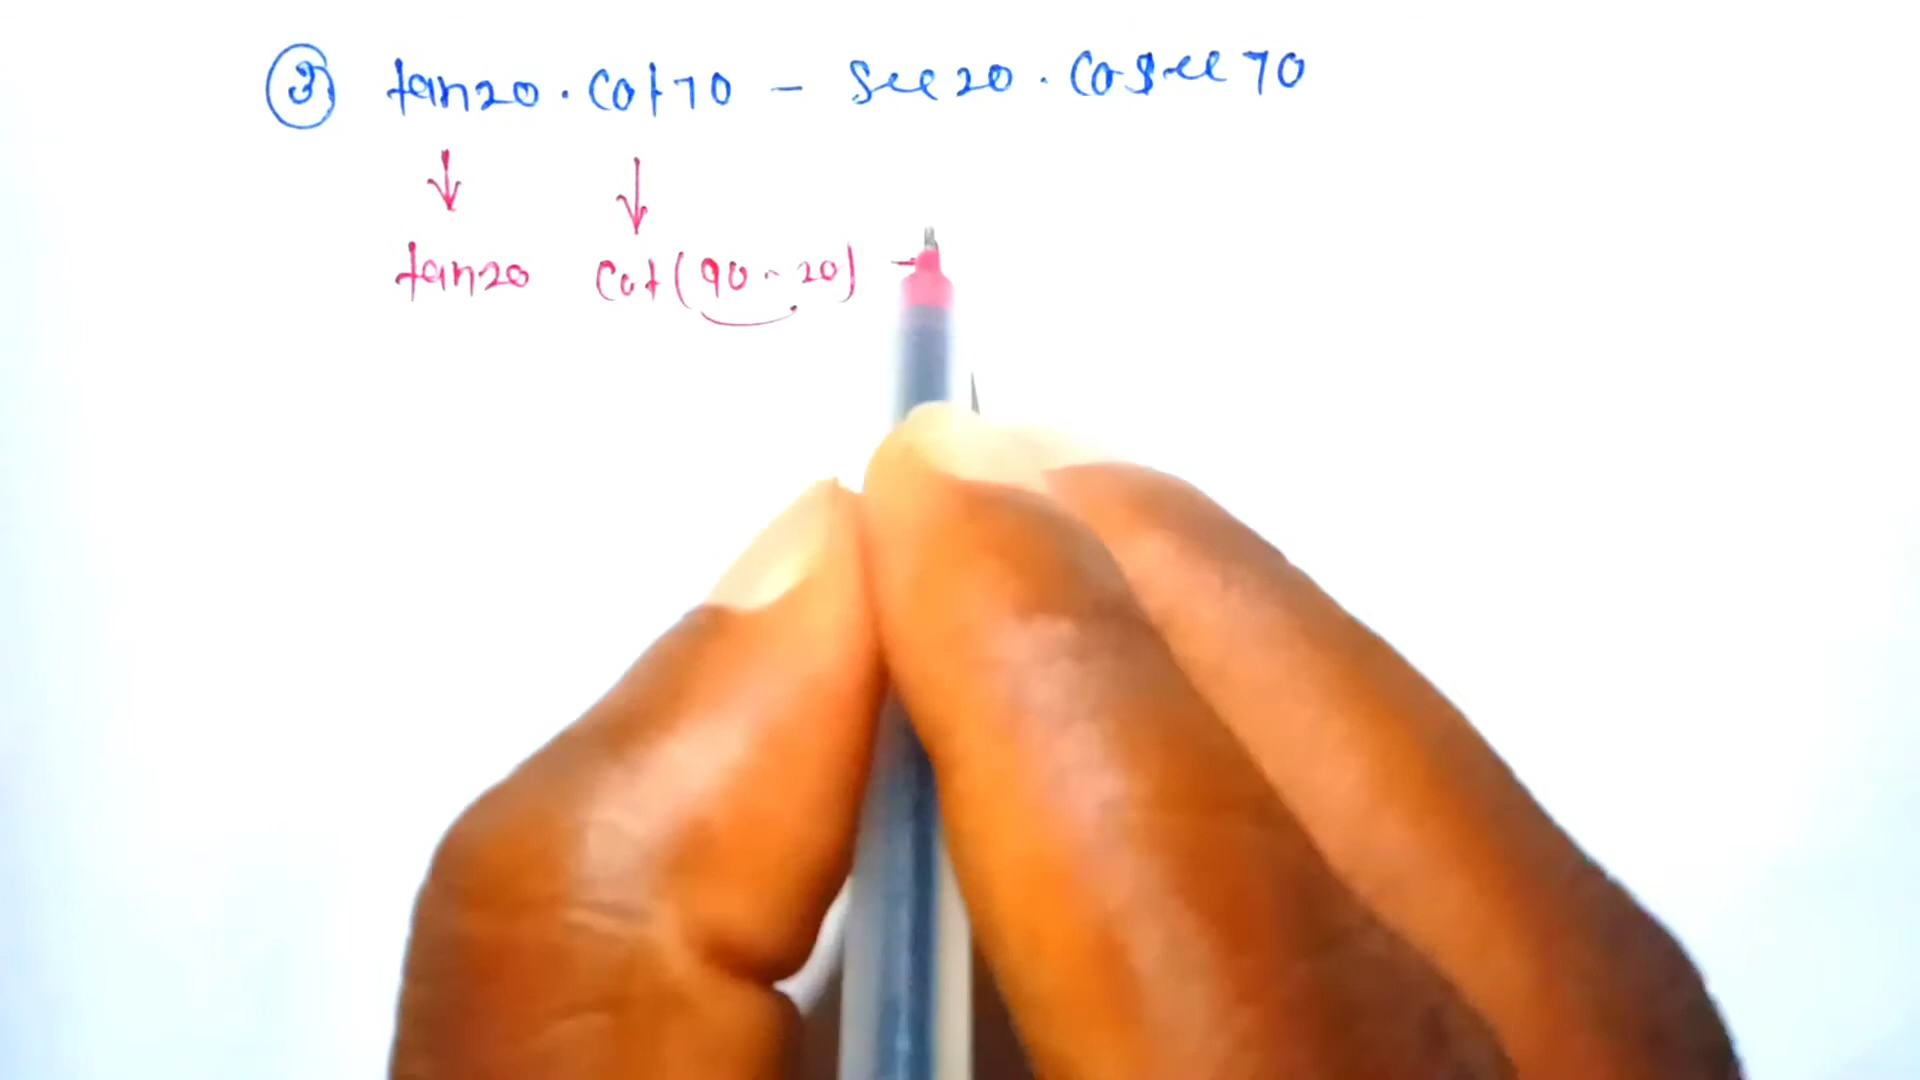 3 tan20 . Cot70 - Sec20 . Cosec70
↓ ↓
tan20 Cot(90-20) -